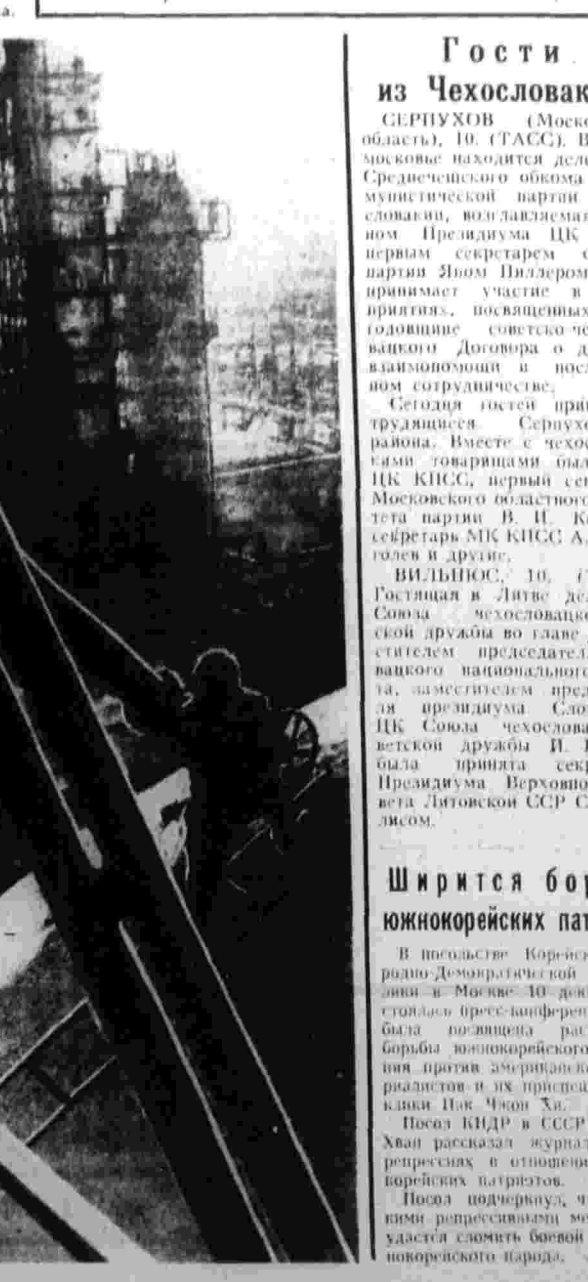 а.
Гости
из Чехословак
СЕРПУХОВ (Моско
область), 10. (ТАСС). В
московье находится деле
Среднечешского обкома
мунистической партии
словакии, возглавляемая
ном Президиума ЦК
первым секретарем
партии Яном Пиллером
принимает участие в
приятиях, посвященных
годовщине советско-че
вацкого Договора о д
взаимопомощи и посл
ном сотрудничестве.
Сегодня гостей прин
трудящиеся Серпухо
района. Вместе с чехос
кими товарищами был
ЦК КПСС, первый сек
Московского областного
тета партии В. И. К
секретарь МК КПСС А.
голев и другие.
ВИЛЬНЮС, 10.
Гостящая в Литве де
Союза чехословацко
ской дружбы во главе
стителем председател
вацкого национального
та, заместителем пред
ля президиума Сло
ЦК Союза чехослова
ветской дружбы И.
была принята секр
Президиума Верховно
вета Литовской ССР С
лисом.
Ширится бор
южнокорейских пат
В посольстве Корейск
родно-Демократической
лики в Москве 10 дек
стоялась пресс-конферен
была посвящена рас
борьбы южнокорейского
ния против американск
риалистов и их приспеш
клики Пак Чжон Хи.
Посол КНДР в СССР
Хван рассказал журнал
репрессиях в отношени
корейских патриотов.
Посол подчеркнул, ч
кими репрессивными ме
удастся сломить боевой
нокорейского народа.